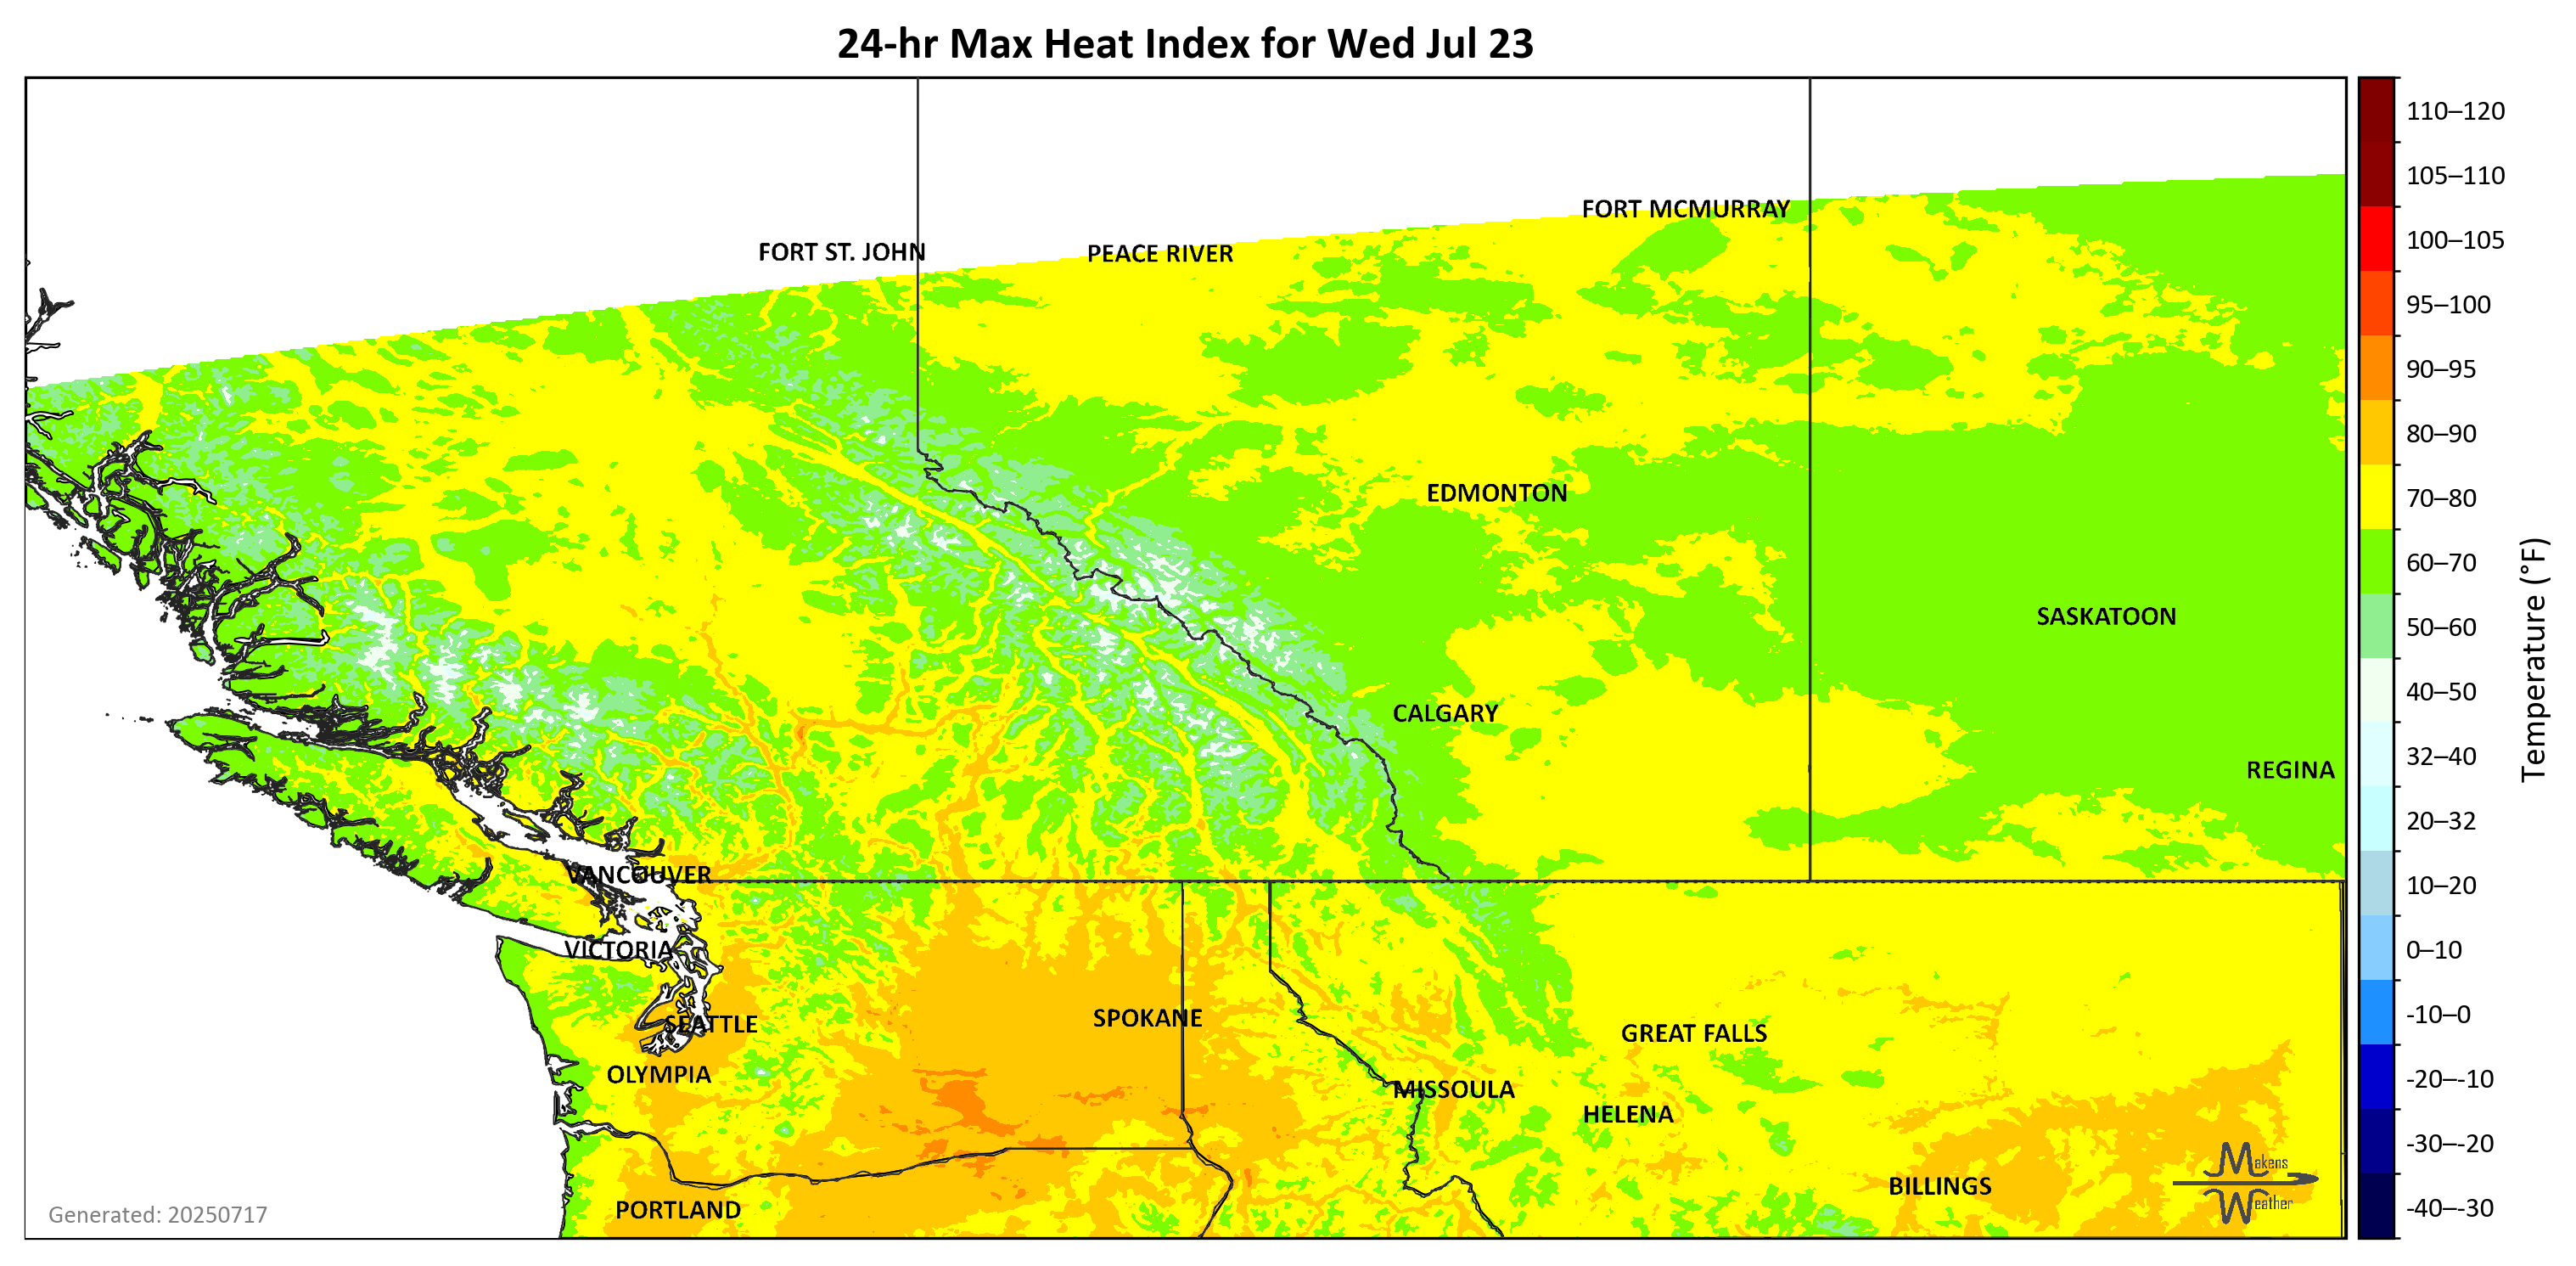 24-hr Max Heat Index for Wed Jul 23
110–120
105–110
FORT MCMURRAY
100–105
FORT ST. JOHN
PEACE RIVER
95–100
90–95
80–90
EDMONTON
70–80
60–70
SASKATOON
50–60
40–50
CALGARY
32–40
REGINA
Temperature (°F)
20–32
VANCOUVER
10–20
VICTORIA
0–10
SEATTLE
SPOKANE
GREAT FALLS
-10–0
OLYMPIA
MISSOULA
-20–-10
HELENA
-30–-20
Makens
Weather
BILLINGS
PORTLAND
-40–-30
Generated: 20250717